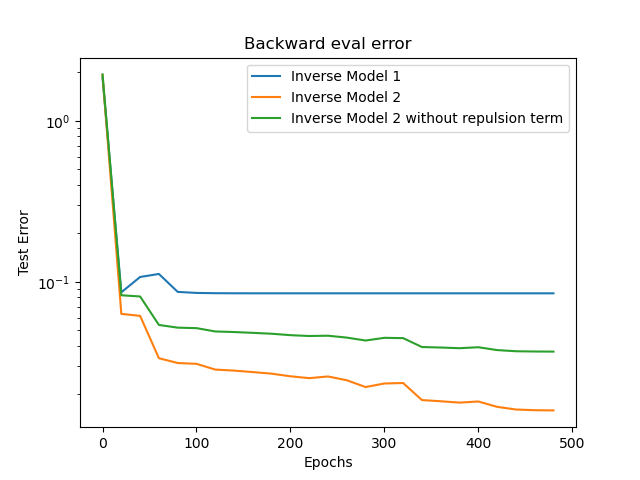 Backward eval error
Inverse Model 1
Inverse Model 2
Inverse Model 2 without repulsion term
Test Error
10⁰
10⁻¹
0 100 200 300 400 500
Epochs